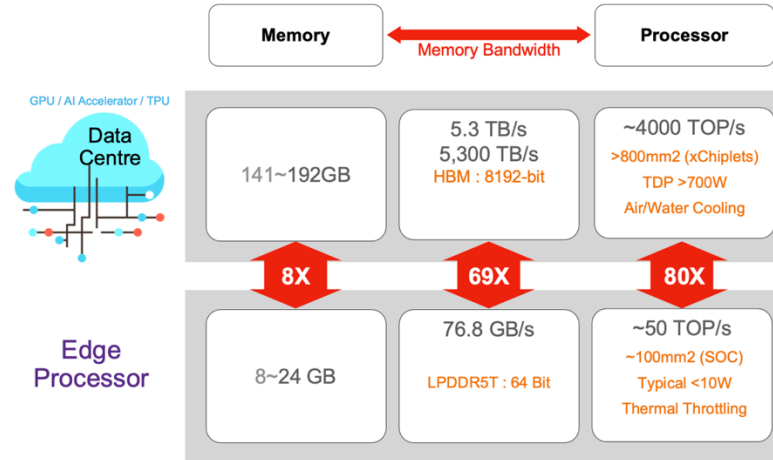 Memory
Memory Bandwidth
Processor
GPU / AI Accelerator / TPU
Data
Centre
141~192GB
5.3 TB/s
5,300 TB/s
HBM : 8192-bit
~4000 TOP/s
>800mm2 (xChiplets)
TDP >700W
Air/Water Cooling
8X
69X
80X
Edge
Processor
8~24 GB
76.8 GB/s
LPDDR5T : 64 Bit
~50 TOP/s
~100mm2 (SOC)
Typical <10W
Thermal Throttling